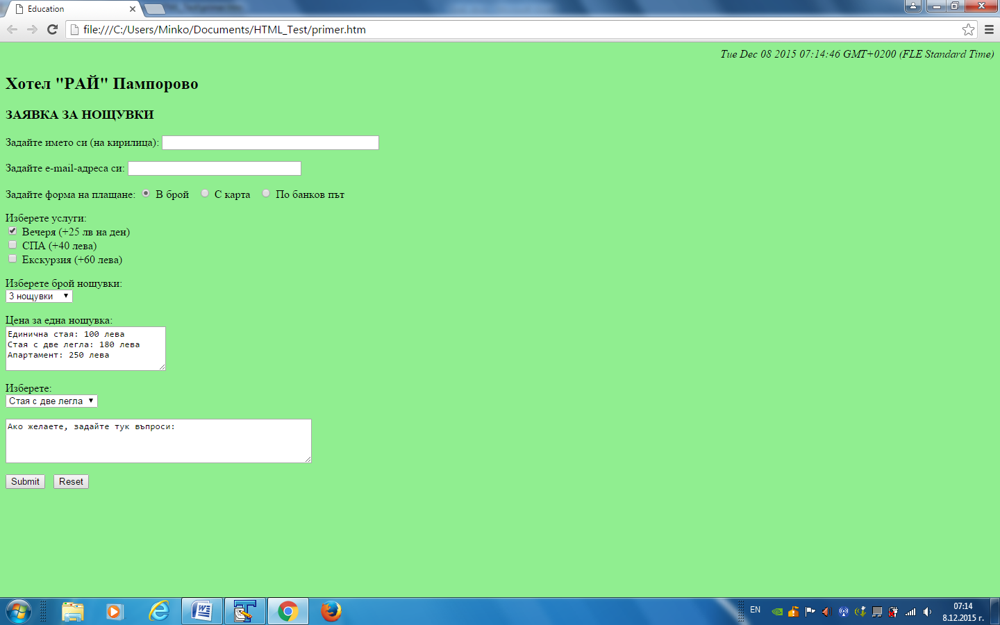 Education
file:///C:/Users/Minko/Documents/HTML_Test/primer.htm
Tue Dec 08 2015 07:14:46 GMT+0200 (FLE Standard Time)
Хотел "РАЙ" Пампорово
ЗАЯВКА ЗА НОЩУВКИ
Задайте името си (на кирилица):
Задайте e-mail-адреса си:
Задайте форма на плащане: В брой С карта По банков път
Изберете услуги:
Вечеря (+25 лв на ден)
СПА (+40 лева)
Екскурзия (+60 лева)
Изберете брой нощувки:
3 нощувки
Цена за една нощувка:
Единична стая: 100 лева
Стая с две легла: 180 лева
Апартамент: 250 лева
Изберете:
Стая с две легла
Ако желаете, задайте тук въпроси:
Submit Reset
EN
07:14
8.12.2015 г.